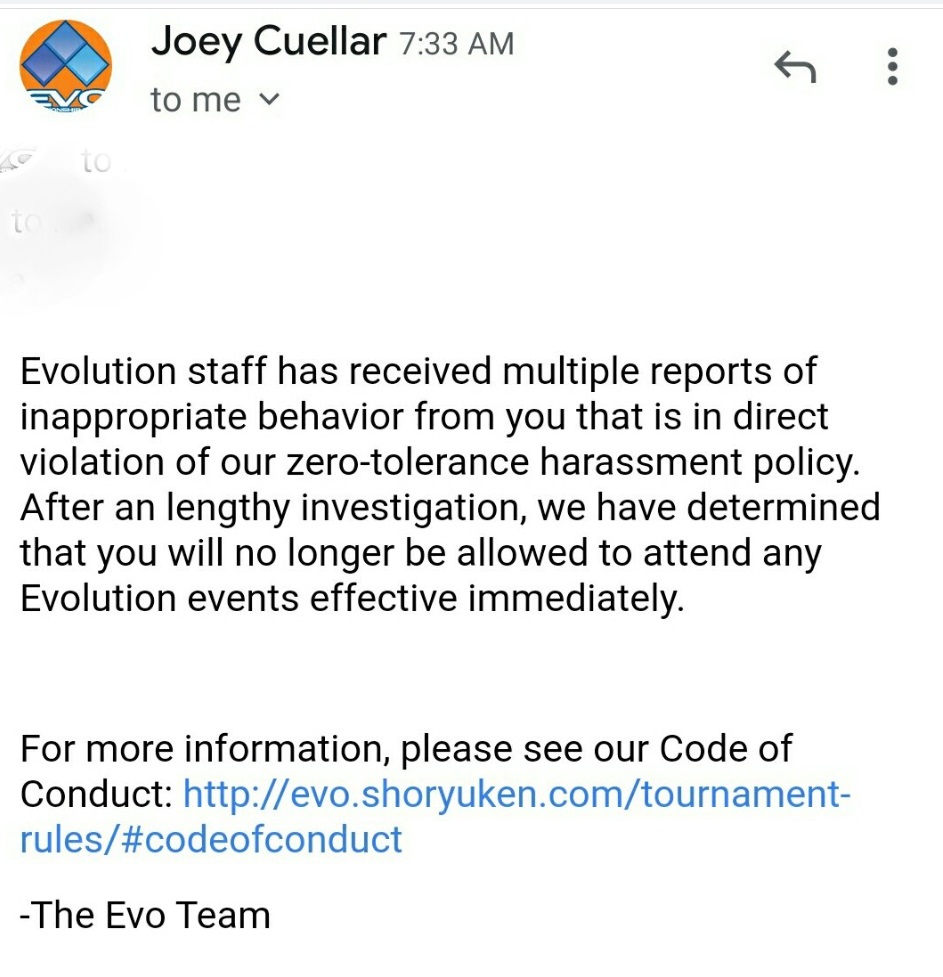 Joey Cuellar 7:33 AM
to me
EVO
to
to
Evolution staff has received multiple reports of
inappropriate behavior from you that is in direct
violation of our zero-tolerance harassment policy.
After an lengthy investigation, we have determined
that you will no longer be allowed to attend any
Evolution events effective immediately.
For more information, please see our Code of
Conduct: http://evo.shoryuken.com/tournament-
rules/#codeofconduct
-The Evo Team